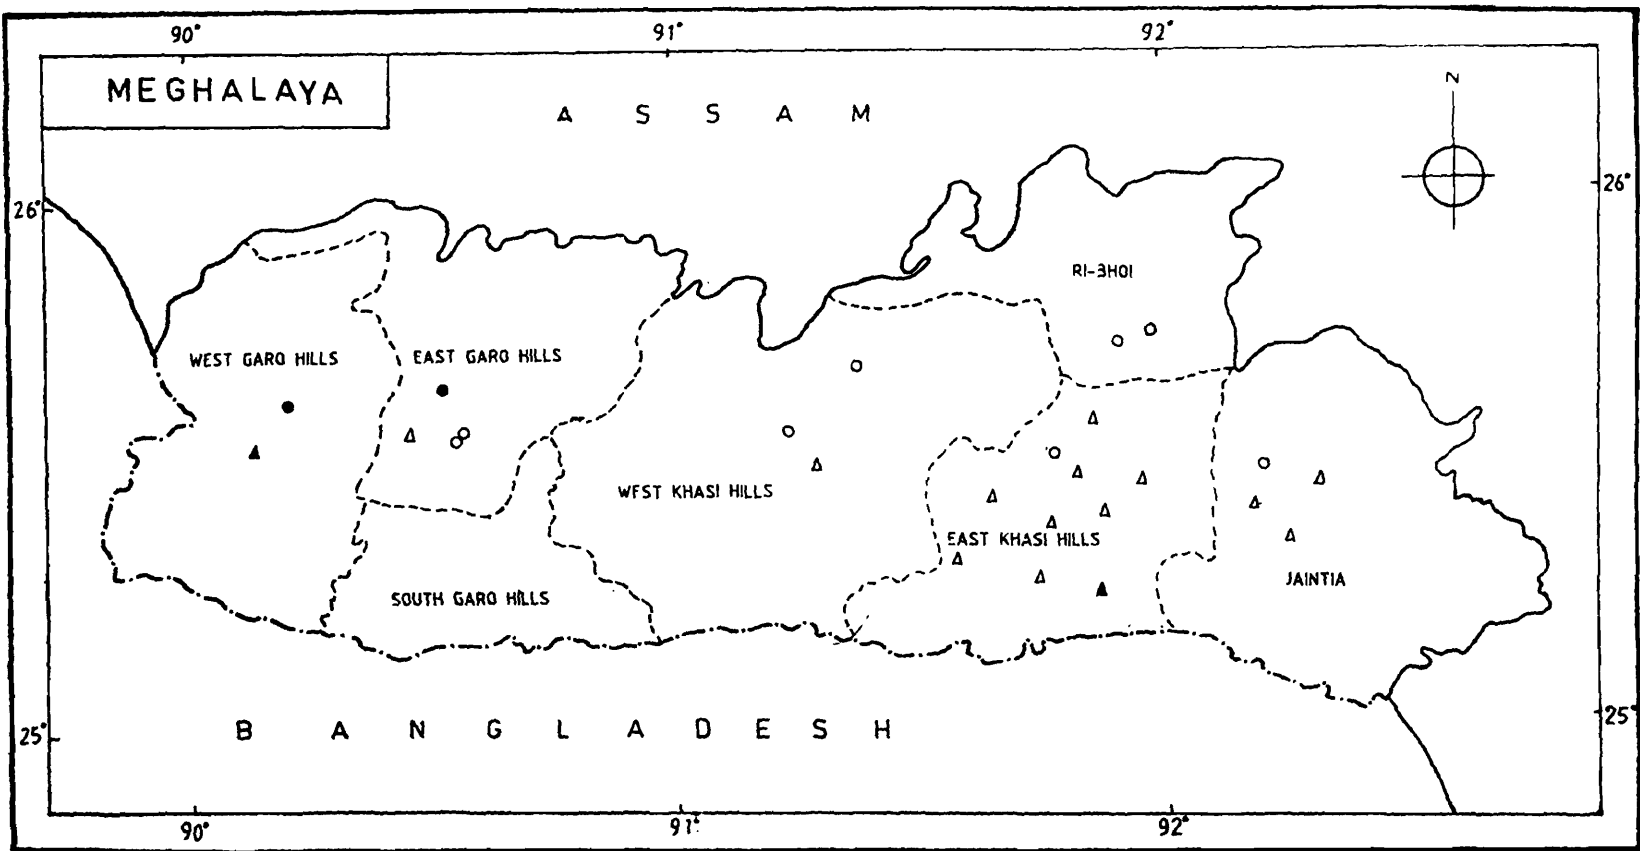 90° 91° 92°
MEGHALAYA
A S S A M
N
26° 26°
RI-3HOI
WEST GARO HILLS EAST GARO HILLS
WFST KHASI HILLS
EAST KHASI HILLS
JAINTIA
SOUTH GARO HILLS
B A N G L A D E S H
25° 25°
90° 91° 92°